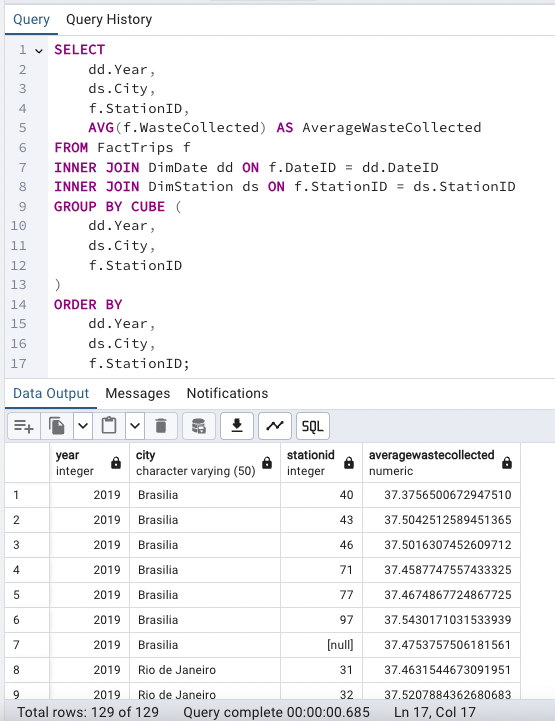 Query Query History
1 SELECT
2 dd.Year,
3 ds.City,
4 f.StationID,
5 AVG(f.WasteCollected) AS AverageWasteCollected
6 FROM FactTrips f
7 INNER JOIN DimDate dd ON f.DateID = dd.DateID
8 INNER JOIN DimStation ds ON f.StationID = ds.StationID
9 GROUP BY CUBE (
10 dd.Year,
11 ds.City,
12 f.StationID
13 )
14 ORDER BY
15 dd.Year,
16 ds.City,
17 f.StationID;
Data Output Messages Notifications
SQL
year city stationid averagewastecollected
integer character varying (50) integer numeric
1 2019 Brasilia 40 37.3756500672947510
2 2019 Brasilia 43 37.5042512589451365
3 2019 Brasilia 46 37.5016307452609712
4 2019 Brasilia 71 37.4587747557433325
5 2019 Brasilia 77 37.4674867724867725
6 2019 Brasilia 97 37.5430171031533939
7 2019 Brasilia [null] 37.4753757506181561
8 2019 Rio de Janeiro 31 37.4631544673091951
9 2019 Rio de Janeiro 32 37.5207884362680683
Total rows: 129 of 129 Query complete 00:00:00.685 Ln 17, Col 17